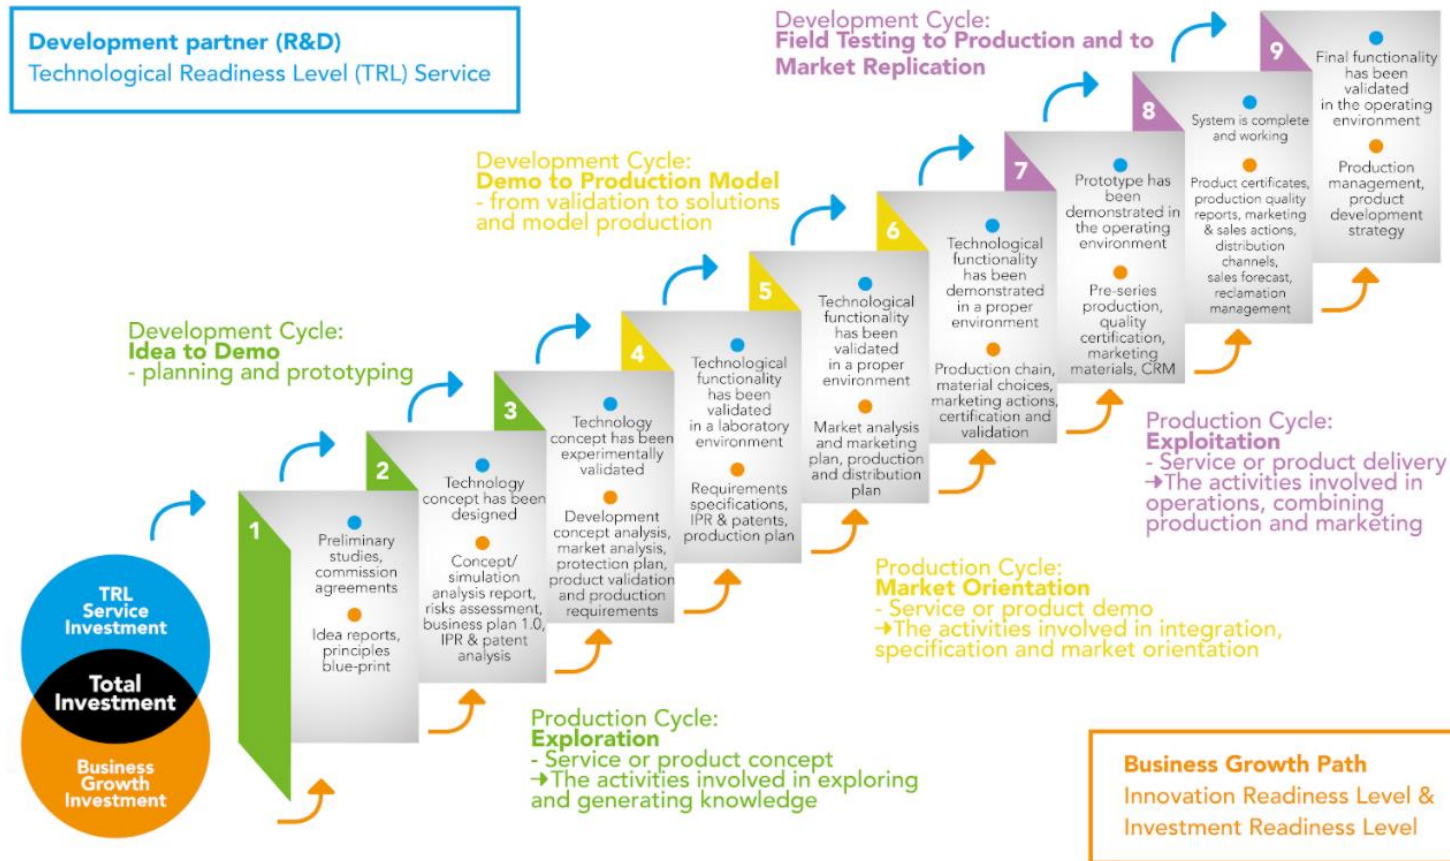 Development partner (R&D)
Technological Readiness Level (TRL) Service
Development Cycle:
Field Testing to Production and to
Market Replication
Development Cycle:
Demo to Production Model
- from validation to solutions
and model production
Development Cycle:
Idea to Demo
- planning and prototyping
TRL
Service
Investment
Total
Investment
Business
Growth
Investment
1
Preliminary
studies,
commission
agreements
Idea reports,
principles
blue-print
2
Technology
concept has been
designed
Concept/
simulation
analysis report,
risks assessment,
business plan 1.0,
IPR & patent
analysis
3
Technology
concept has been
experimentally
validated
Development
concept analysis,
market analysis,
protection plan,
product validation
and production
requirements
4
Technological
functionality
has been
validated
in a laboratory
environment
Requirements
specifications,
IPR & patents,
production plan
5
Technological
functionality
has been
validated
in a proper
environment
Market analysis
and marketing
plan, production
and distribution
plan
6
Technological
functionality
has been
demonstrated
in a proper
environment
Production chain,
material choices,
marketing actions,
certification and
validation
7
Prototype has
been
demonstrated in
the operating
environment
Pre-series
production,
quality
certification,
marketing
materials, CRM
8
System is complete
and working
Product certificates,
production quality
reports, marketing
& sales actions,
distribution
channels,
sales forecast,
reclamation
management
9
Final functionality
has been
validated
in the operating
environment
Production
management,
product
development
strategy
Production Cycle:
Exploitation
- Service or product delivery
➔The activities involved in
operations, combining
production and marketing
Production Cycle:
Market Orientation
- Service or product demo
➔The activities involved in integration,
specification and market orientation
Production Cycle:
Exploration
- Service or product concept
➔The activities involved in exploring
and generating knowledge
Business Growth Path
Innovation Readiness Level &
Investment Readiness Level